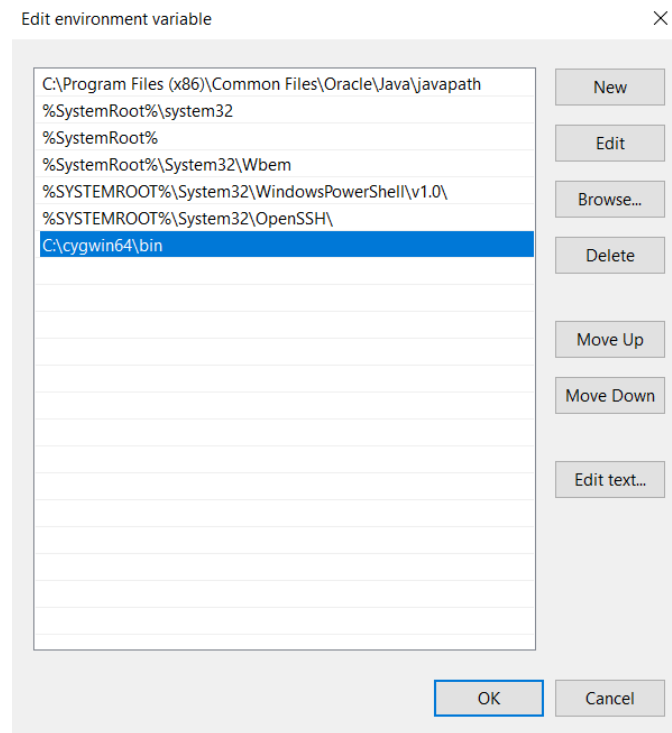 Edit environment variable
C:\Program Files (x86)\Common Files\Oracle\Java\javapath
%SystemRoot%\system32
%SystemRoot%
%SystemRoot%\System32\Wbem
%SYSTEMROOT%\System32\WindowsPowerShell\v1.0\
%SYSTEMROOT%\System32\OpenSSH\
C:\cygwin64\bin
New
Edit
Browse...
Delete
Move Up
Move Down
Edit text...
OK
Cancel